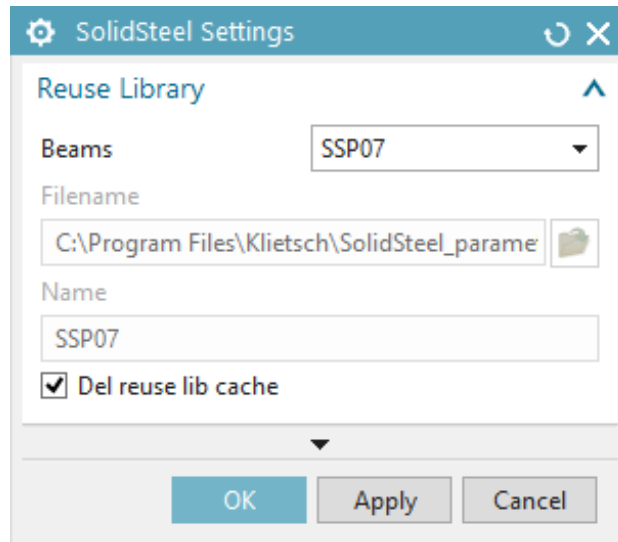 SolidSteel Settings
Reuse Library
Beams SSP07
Filename
C:\Program Files\Klietsch\SolidSteel_parame
Name
SSP07
Del reuse lib cache
OK Apply Cancel